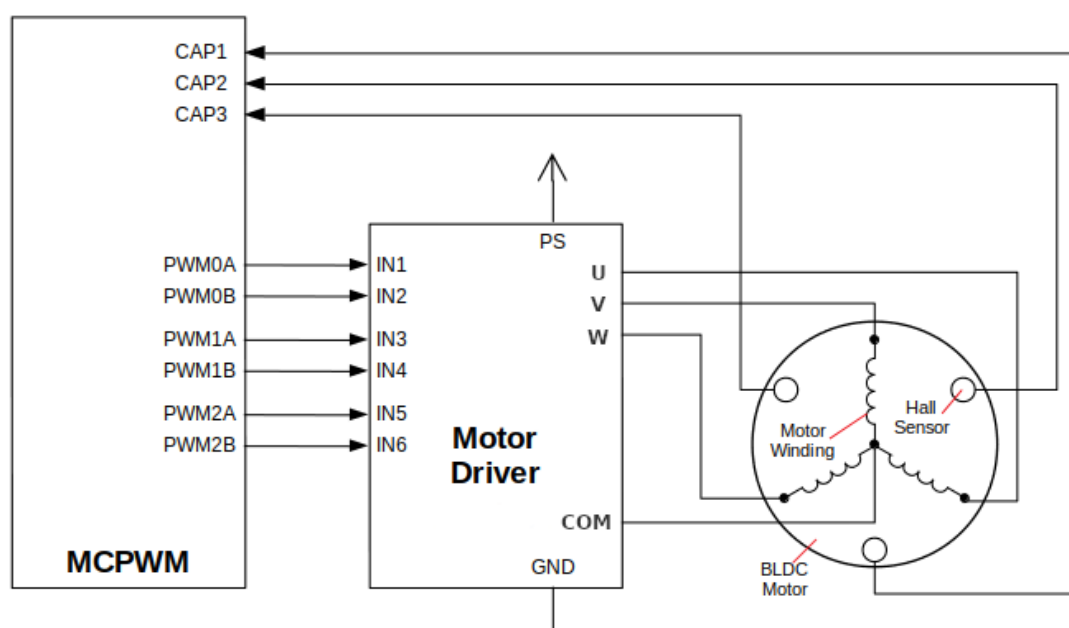 CAP1
CAP2
CAP3
PWM0A
PWM0B
PWM1A
PWM1B
PWM2A
PWM2B
MCPWM
PS
IN1
IN2
IN3
IN4
IN5
IN6
U
V
W
Motor
Driver
COM
GND
Motor
Winding
Hall
Sensor
BLDC
Motor